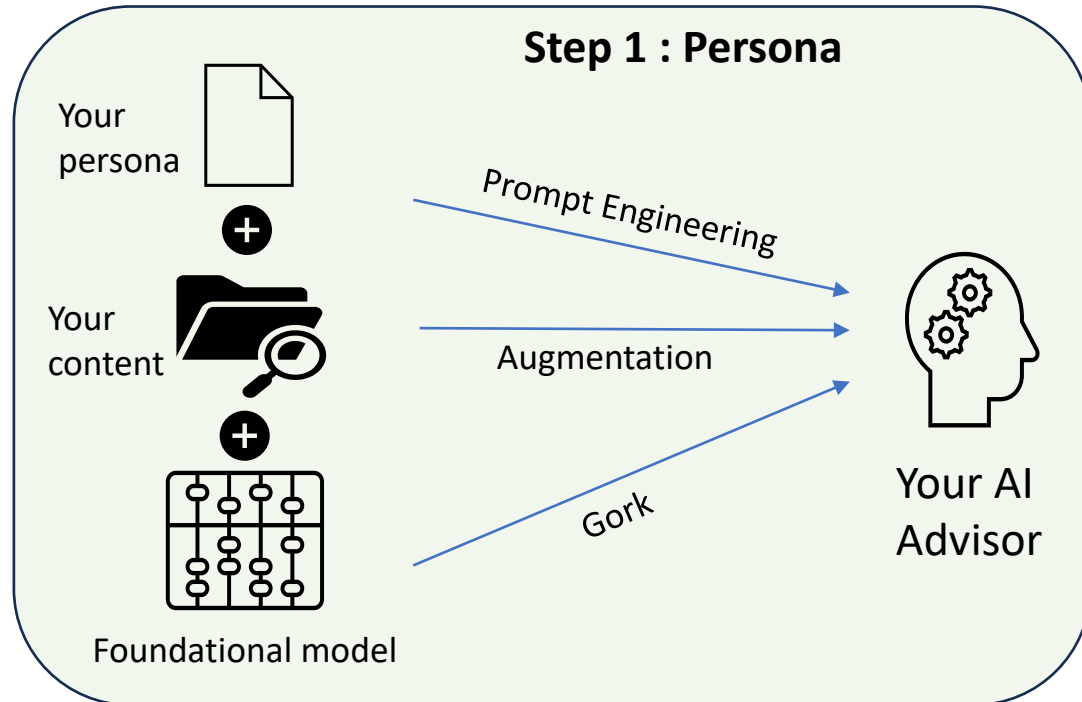 Step 1 : Persona
Your
persona
Prompt Engineering
Your
content
Augmentation
Gork
Foundational model
Your AI
Advisor